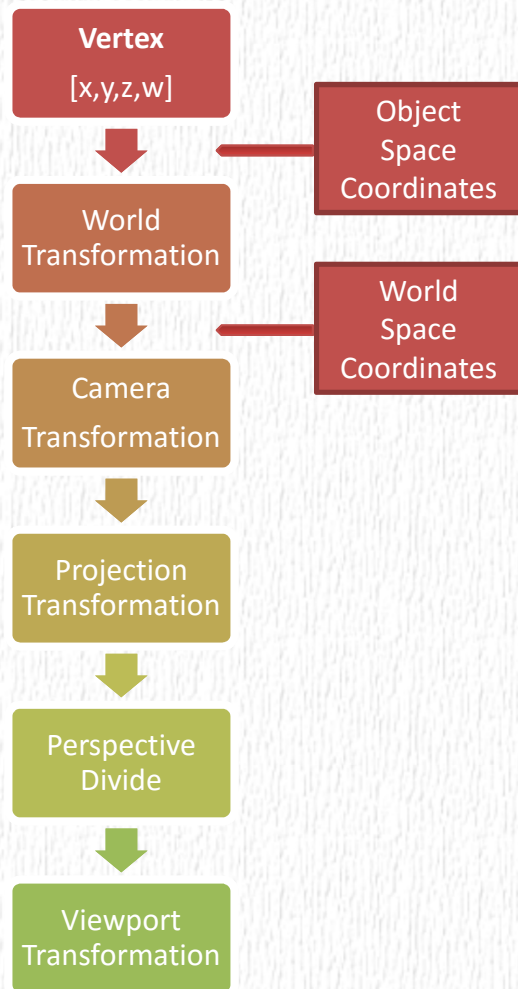 Vertex
[x,y,z,w]
Object
Space
Coordinates
World
Transformation
World
Space
Coordinates
Camera
Transformation
Projection
Transformation
Perspective
Divide
Viewport
Transformation